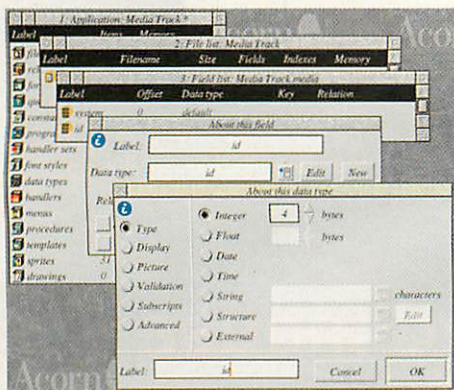 1: Application: Media Track *
Label Items Memory
2: File list: Media Track
Label Filename Size Fields Indexes Memory
3: Field list: Media Track.media
Label Offset Data type Key Relation
system 0 default
id
About this field
Label: id
Data type: id Edit New
constan
progra
handler sets
font styles
data types
handlers
menus
procedures
templates
sprites 31
drawings 0
About this data type
Type
Display
Picture
Validation
Subscripts
Advanced
Integer 4 bytes
Float bytes
Date
Time
String characters
Structure Edit
External
Label: id Cancel OK
Acorn
Acorn